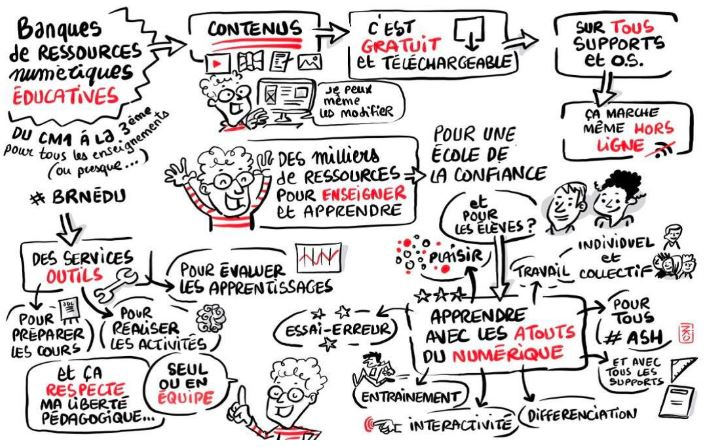 Banques
de RESSOURCES
numériques
ÉDUCATIVES
DU CM1 À LA 3ème
pour tous les enseignements
(ou presque...)
# BRNÉDU
CONTENUS
Je peux
même
les modifier
C'EST
GRATUIT
et TÉLÉCHARGEABLE
SUR TOUS
SUPPORTS
et O.S.
ÇA MARCHE
MÊME HORS
LIGNE
DES milliers
DE RESSOURCES
POUR ENSEIGNER
et APPRENDRE
POUR UNE
ÉCOLE DE
LA CONFIANCE
et
POUR
LES ÉLÈVES?
DES SERVICES
OUTILS
POUR ÉVALUER
LES APPRENTISSAGES
POUR
PRÉPARER
LES COURS
POUR
RÉALISER
LES ACTIVITÉS
et ÇA
RESPECTE
MA LIBERTÉ
PÉDAGOGIQUE...
SEUL
OU EN
ÉQUIPE
PLAISIR
TRAVAIL
INDIVIDUEL
et
COLLECTIF
ESSAI-ERREUR
APPRENDRE
AVEC LES ATOUTS
DU NUMÉRIQUE
POUR
TOUS
#ASH
ET AVEC
TOUS LES
SUPPORTS
ENTRAÎNEMENT
INTERACTIVITÉ
DIFFERENCIATION